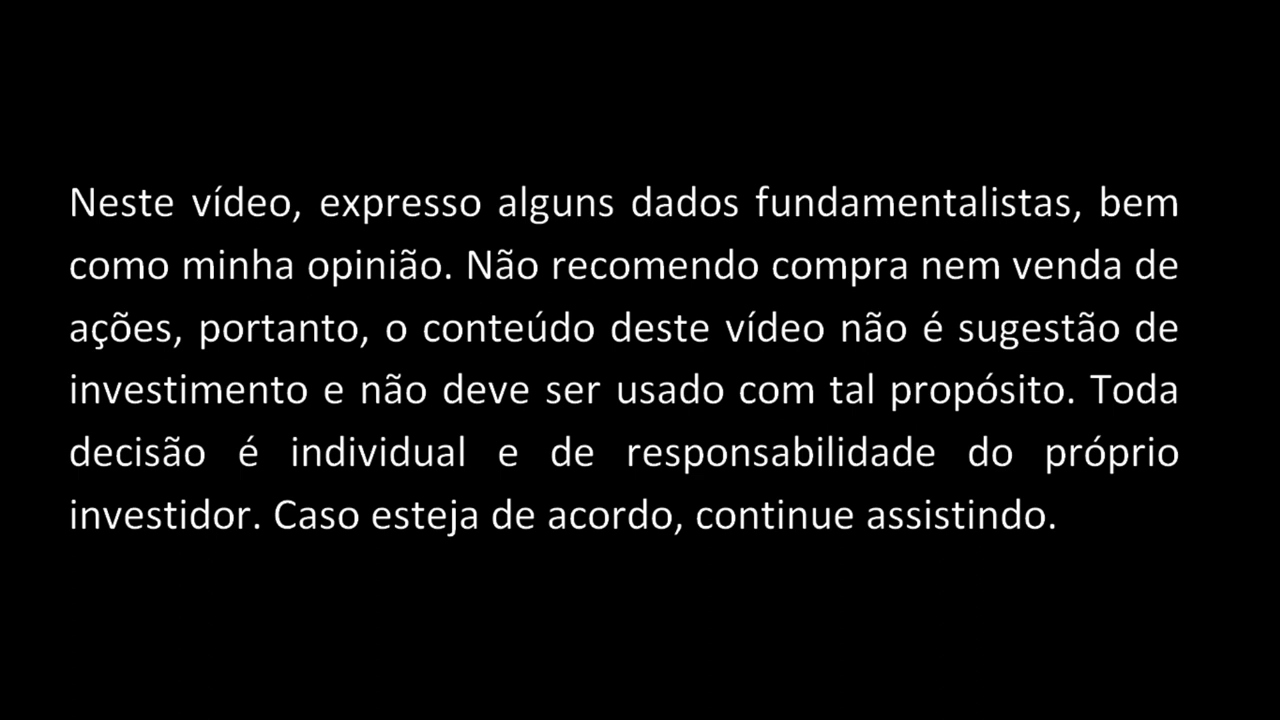 Neste vídeo, expresso alguns dados fundamentalistas, bem
como minha opinião. Não recomendo compra nem venda de
ações, portanto, o conteúdo deste vídeo não é sugestão de
investimento e não deve ser usado com tal propósito. Toda
decisão é individual e de responsabilidade do próprio
investidor. Caso esteja de acordo, continue assistindo.